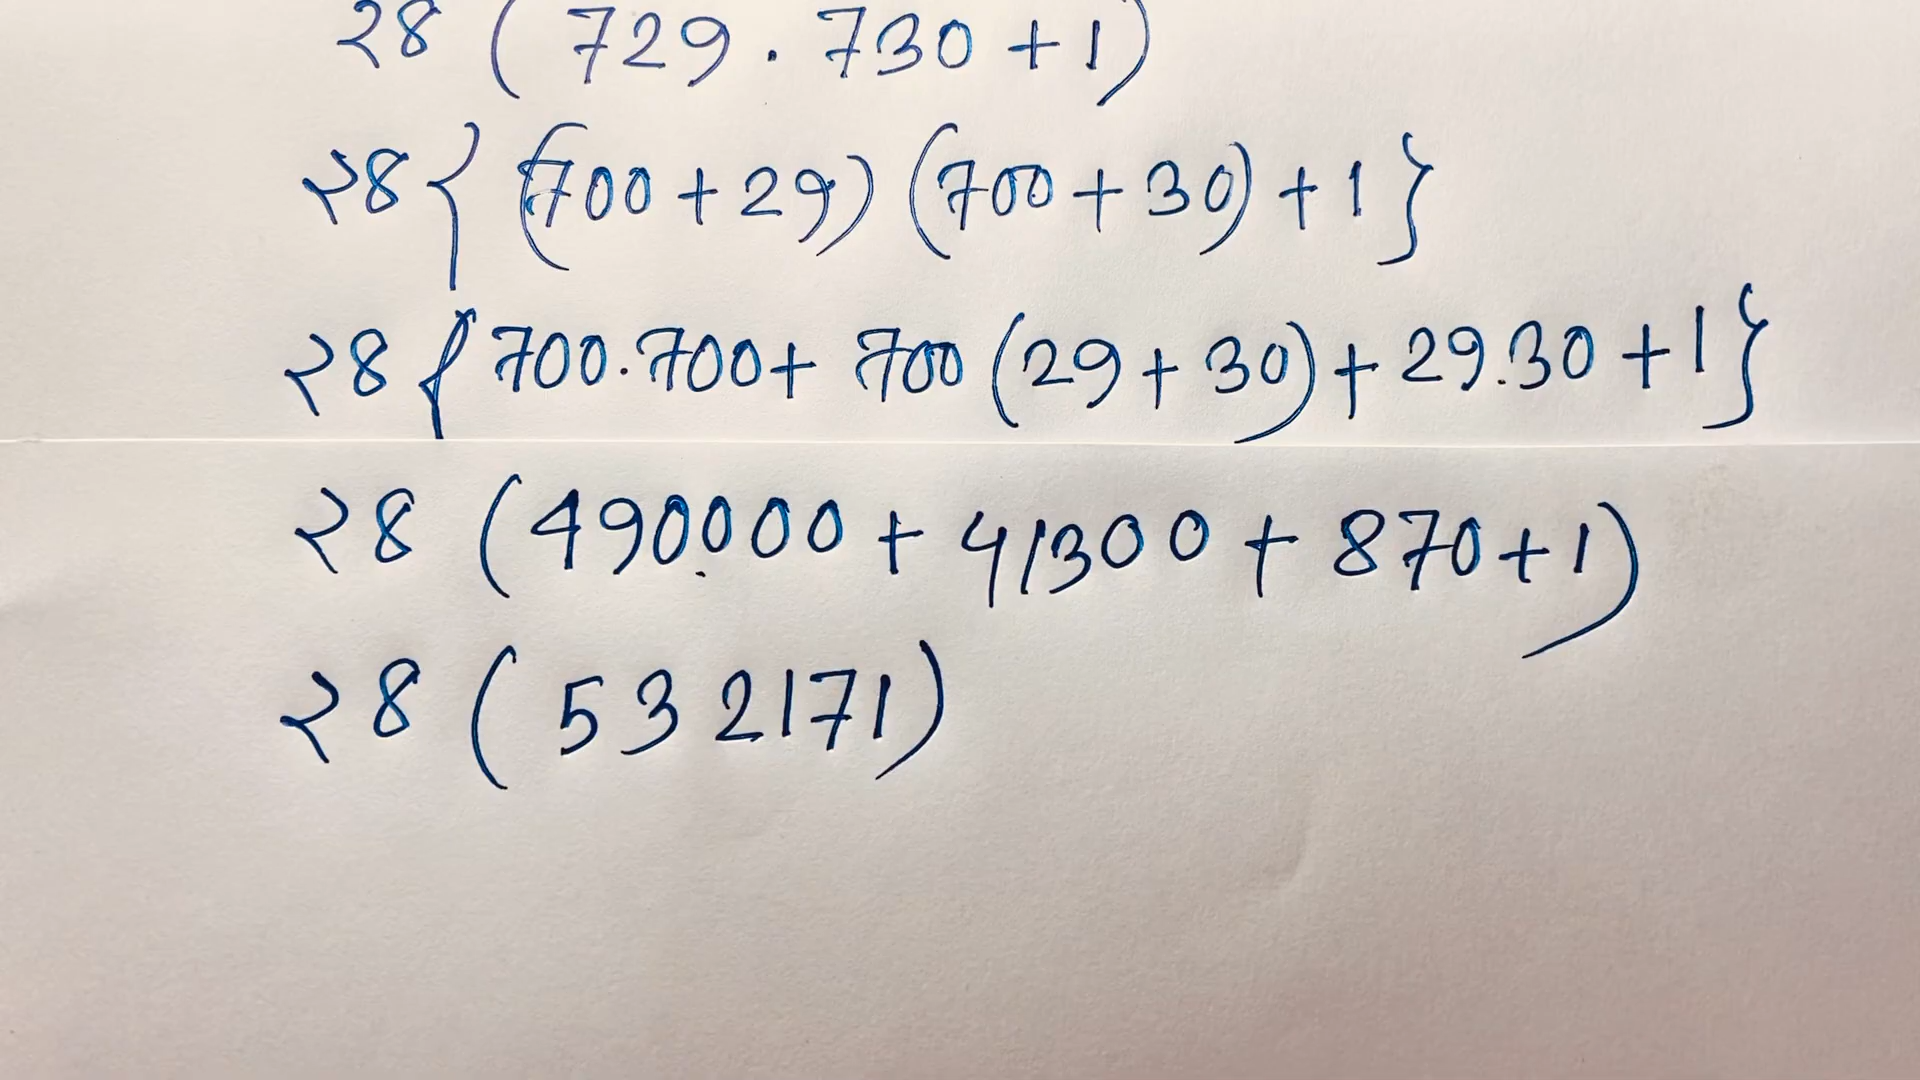 28 ( 729 . 730 + 1)
28 { (700 + 29) (700 + 30) + 1 }
28 { 700.700 + 700 (29 + 30) + 29.30 + 1 }
28 (490000 + 41300 + 870 + 1)
28 ( 532171)